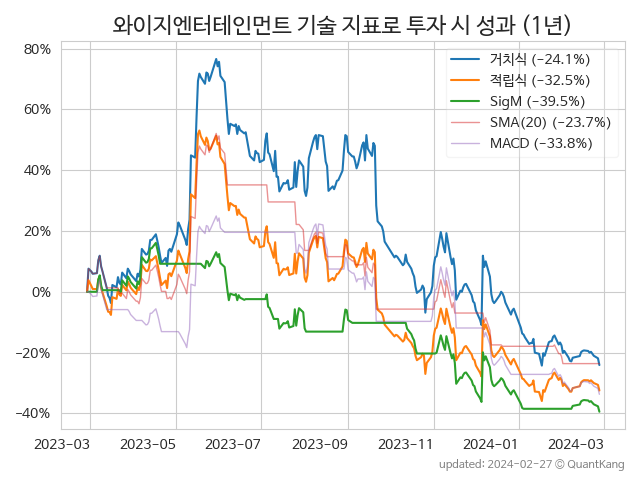 와이지엔터테인먼트 기술 지표로 투자 시 성과 (1년)
80%
60%
40%
20%
0%
−20%
−40%
거치식 (−24.1%)
적립식 (−32.5%)
SigM (−39.5%)
SMA(20) (−23.7%)
MACD (−33.8%)
2023−03 2023−05 2023−07 2023−09 2023−11 2024−01 2024−03
updated: 2024−02−27 © QuantKang